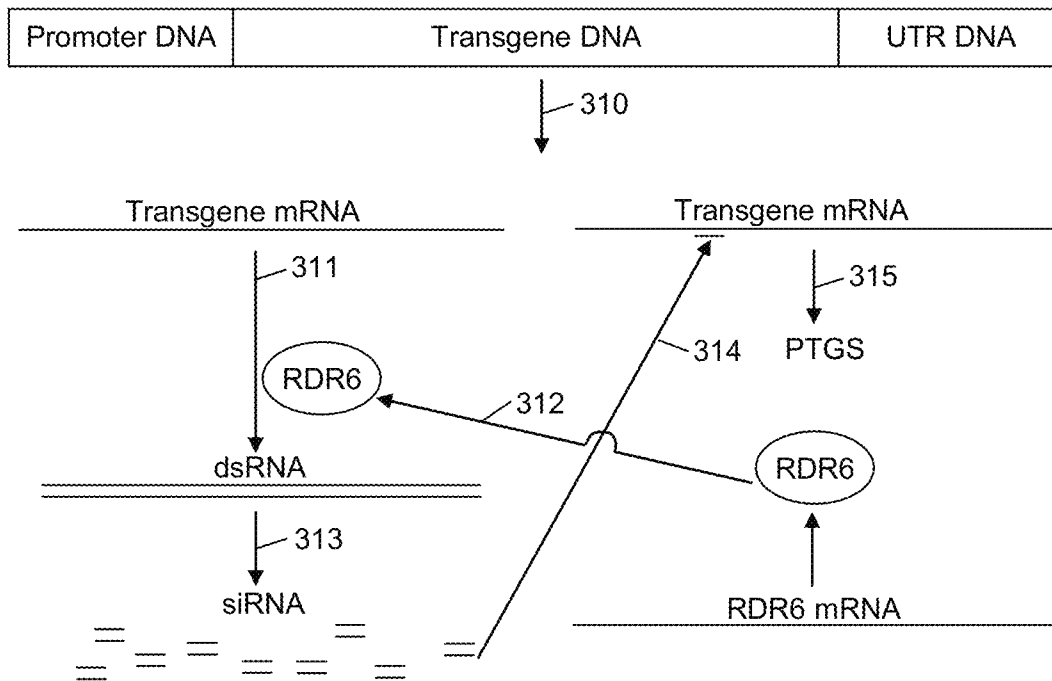 Promoter DNA Transgene DNA UTR DNA
310
Transgene mRNA Transgene mRNA
311
315
314
PTGS
RDR6
312
RDR6
dsRNA
313
siRNA
RDR6 mRNA